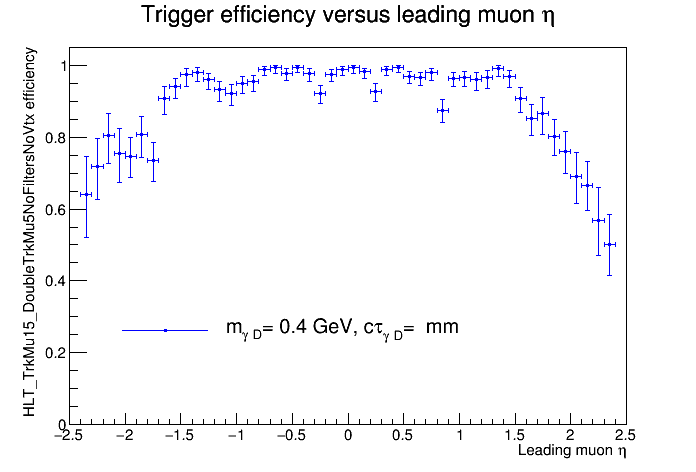 Trigger efficiency versus leading muon η
HLT_TrkMu15_DoubleTrkMu5NoFiltersNoVtx efficiency
1
0.8
0.6
0.4
0.2
0
m_γ D= 0.4 GeV, cτ_γ D= mm
−2.5 −2 −1.5 −1 −0.5 0 0.5 1 1.5 2 2.5
Leading muon η